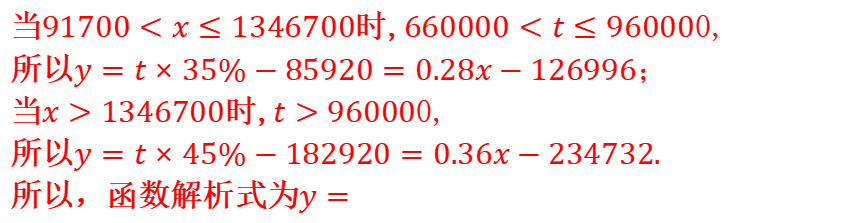 当91700 < x ≤ 1346700时, 660000 < t ≤ 960000,
所以y = t × 35% − 85920 = 0.28x − 126996；
当x > 1346700时, t > 960000,
所以y = t × 45% − 182920 = 0.36x − 234732.
所以，函数解析式为y =